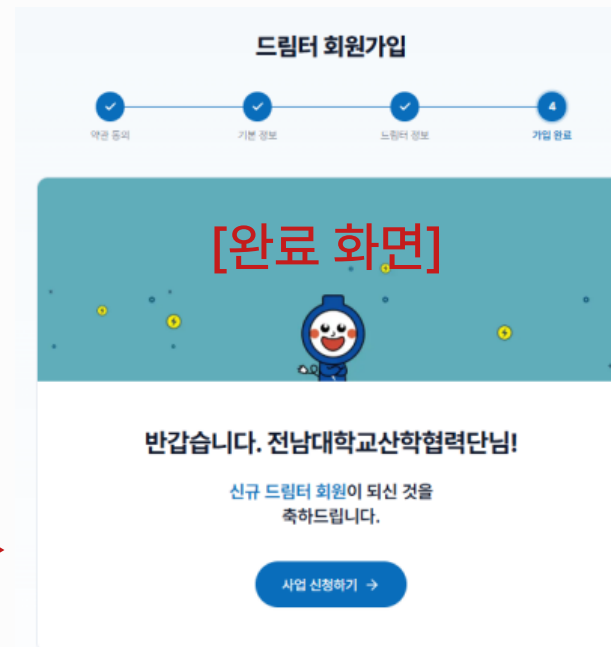 드림터 회원가입
4
약관 동의
기본 정보
드림터 정보
가입 완료
[완료 화면]
반갑습니다. 전남대학교산학협력단님!
신규 드림터 회원이 되신 것을
축하드립니다.
사업 신청하기 →